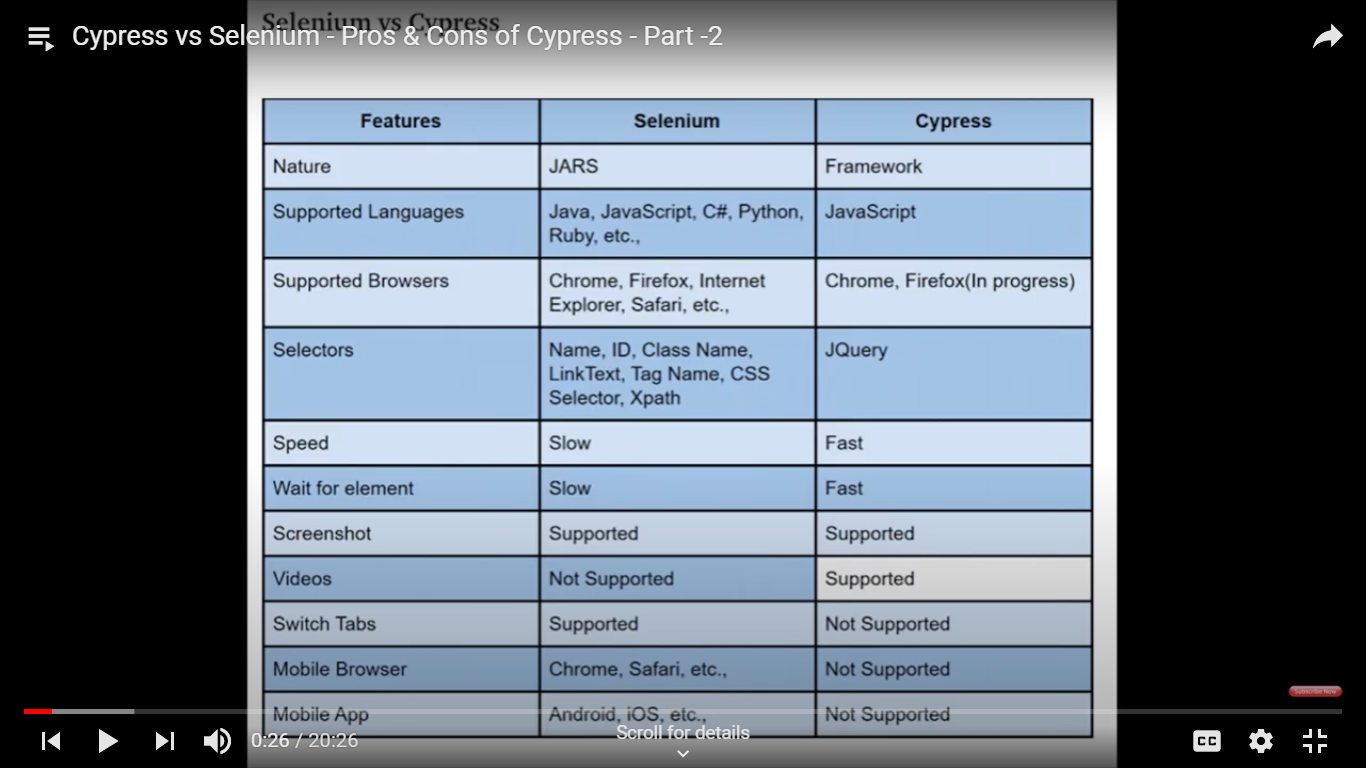 Selenium vs Cypress
Cypress vs Selenium - Pros & Cons of Cypress - Part -2
Features Selenium Cypress
Nature JARS Framework
Supported Languages Java, JavaScript, C#, Python, JavaScript
Ruby, etc.,
Supported Browsers Chrome, Firefox, Internet Chrome, Firefox(In progress)
Explorer, Safari, etc.,
Selectors Name, ID, Class Name, JQuery
LinkText, Tag Name, CSS
Selector, Xpath
Speed Slow Fast
Wait for element Slow Fast
Screenshot Supported Supported
Videos Not Supported Supported
Switch Tabs Supported Not Supported
Mobile Browser Chrome, Safari, etc., Not Supported
Subscribe Now
Mobile App Android, iOS, etc., Not Supported
Scroll for details
0:26 / 20:26
CC